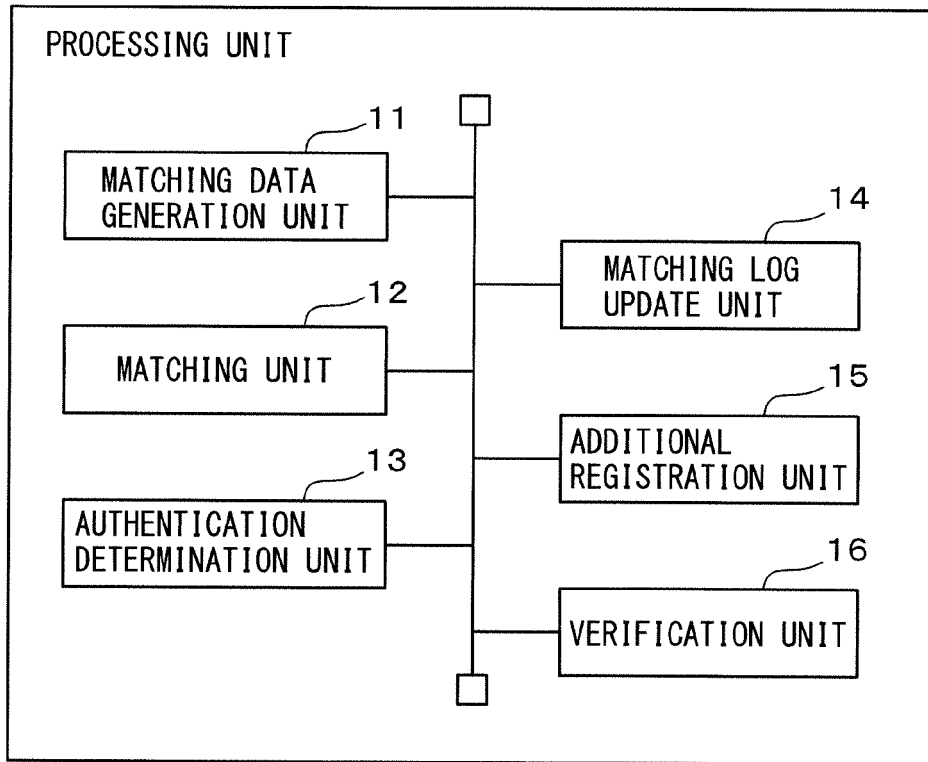 PROCESSING UNIT
11
MATCHING DATA
GENERATION UNIT
12
MATCHING UNIT
13
AUTHENTICATION
DETERMINATION UNIT
14
MATCHING LOG
UPDATE UNIT
15
ADDITIONAL
REGISTRATION UNIT
16
VERIFICATION UNIT